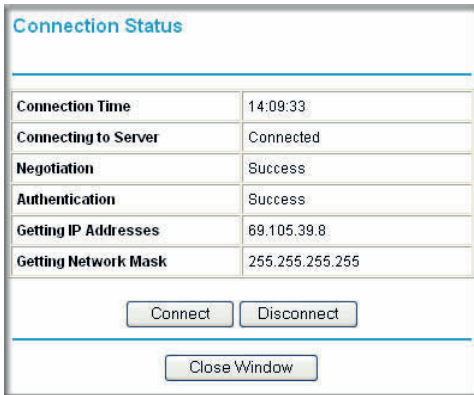 Connection Status
Connection Time 14:09:33
Connecting to Server Connected
Negotiation Success
Authentication Success
Getting IP Addresses 69.105.39.8
Getting Network Mask 255.255.255.255
Connect Disconnect
Close Window